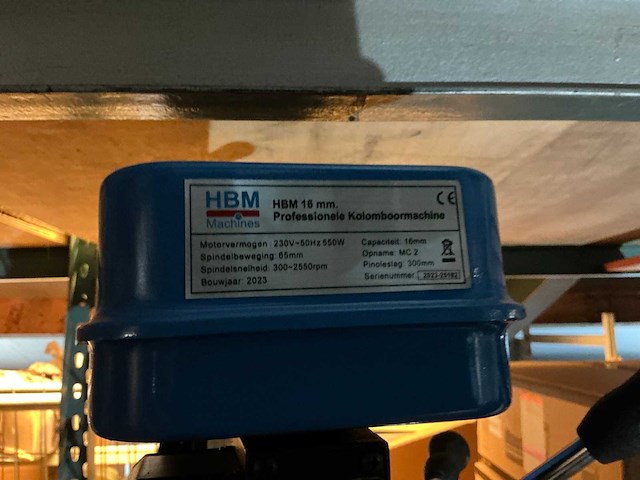 HBM
Machines
HBM 16 mm.
Professionele Kolomboormachine
CE
Motorvermogen: 230V~50Hz 550W
Spindelbeweging: 65mm
Spindelsnelheid: 300~2550rpm
Bouwjaar: 2023
Capaciteit: 16mm
Opname: MC 2
Pinoleslag: 300mm
Serienummer